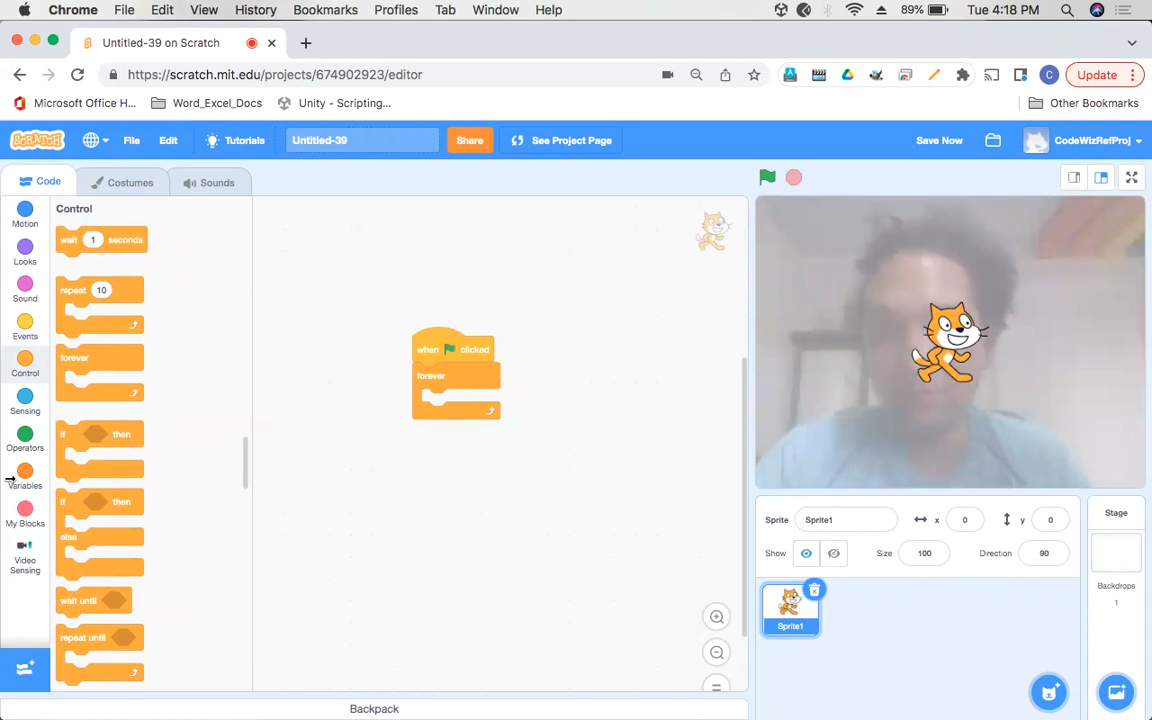 Chrome File Edit View History Bookmarks Profiles Tab Window Help 89% Tue 4:18 PM
Untitled-39 on Scratch
https://scratch.mit.edu/projects/674902923/editor C Update
Microsoft Office H... Word_Excel_Docs Unity - Scripting... Other Bookmarks
SCRATCH File Edit Tutorials Untitled-39 Share See Project Page Save Now CodeWizRefProj
Code Costumes Sounds
Motion
Looks
Sound
Events
Control
Sensing
Operators
Variables
My Blocks
Video
Sensing
Control
wait 1 seconds
repeat 10
forever
if then
if then
else
wait until
repeat until
when clicked
forever
Sprite Sprite1 x 0 y 0
Show Size 100 Direction 90
Sprite1
Stage
Backdrops
1
Backpack